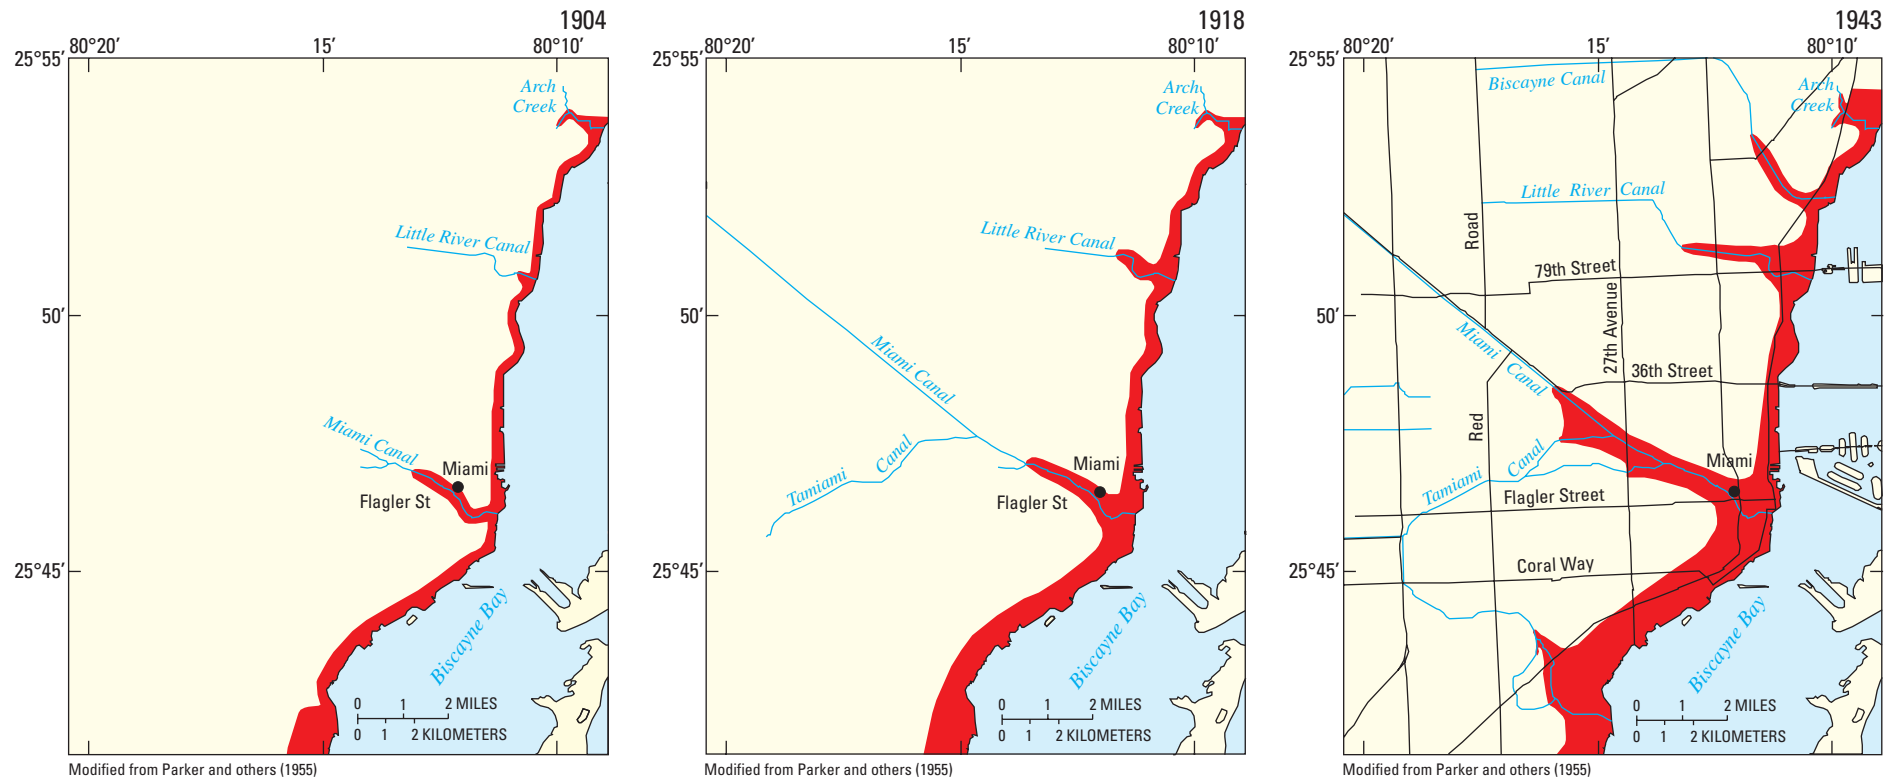 1904
80°20′ 15′ 80°10′
25°55′
Arch
Creek
Little River Canal
50′
Miami Canal
Miami
Flagler St
25°45′
Biscayne Bay
0 1 2 MILES
0 1 2 KILOMETERS
Modified from Parker and others (1955)
1918
80°20′ 15′ 80°10′
25°55′
Arch
Creek
Little River Canal
50′
Miami Canal
Tamiami Canal
Miami
Flagler St
25°45′
Biscayne Bay
0 1 2 MILES
0 1 2 KILOMETERS
Modified from Parker and others (1955)
1943
80°20′ 15′ 80°10′
25°55′
Biscayne Canal
Arch
Creek
Little River Canal
Road
79th Street
50′
27th Avenue
Miami Canal
36th Street
Red
Tamiami Canal
Miami
Flagler Street
25°45′
Coral Way
Biscayne Bay
0 1 2 MILES
0 1 2 KILOMETERS
Modified from Parker and others (1955)